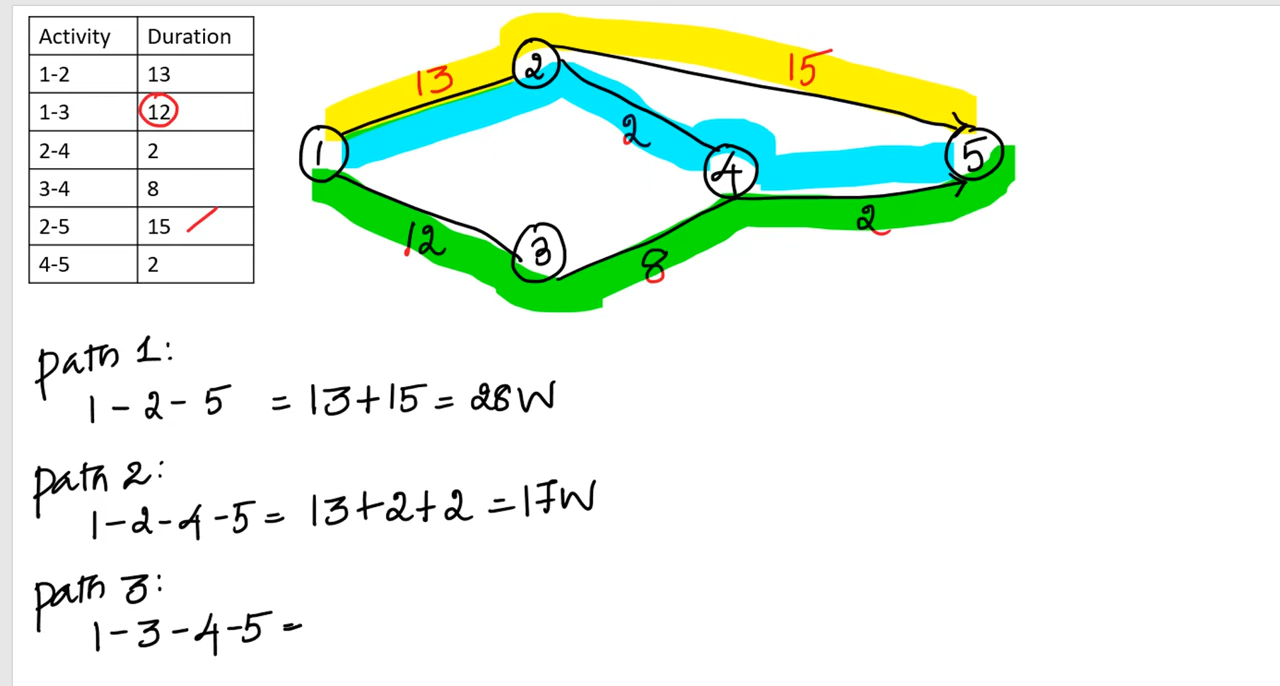 Activity Duration
1-2 13
1-3 12
2-4 2
3-4 8
2-5 15
4-5 2
13
15
2
1
2
4
5
3
12
8
2
path 1:
1 - 2 - 5 = 13 + 15 = 28 W
path 2:
1 - 2 - 4 - 5 = 13 + 2 + 2 = 17 W
path 3:
1 - 3 - 4 - 5 =